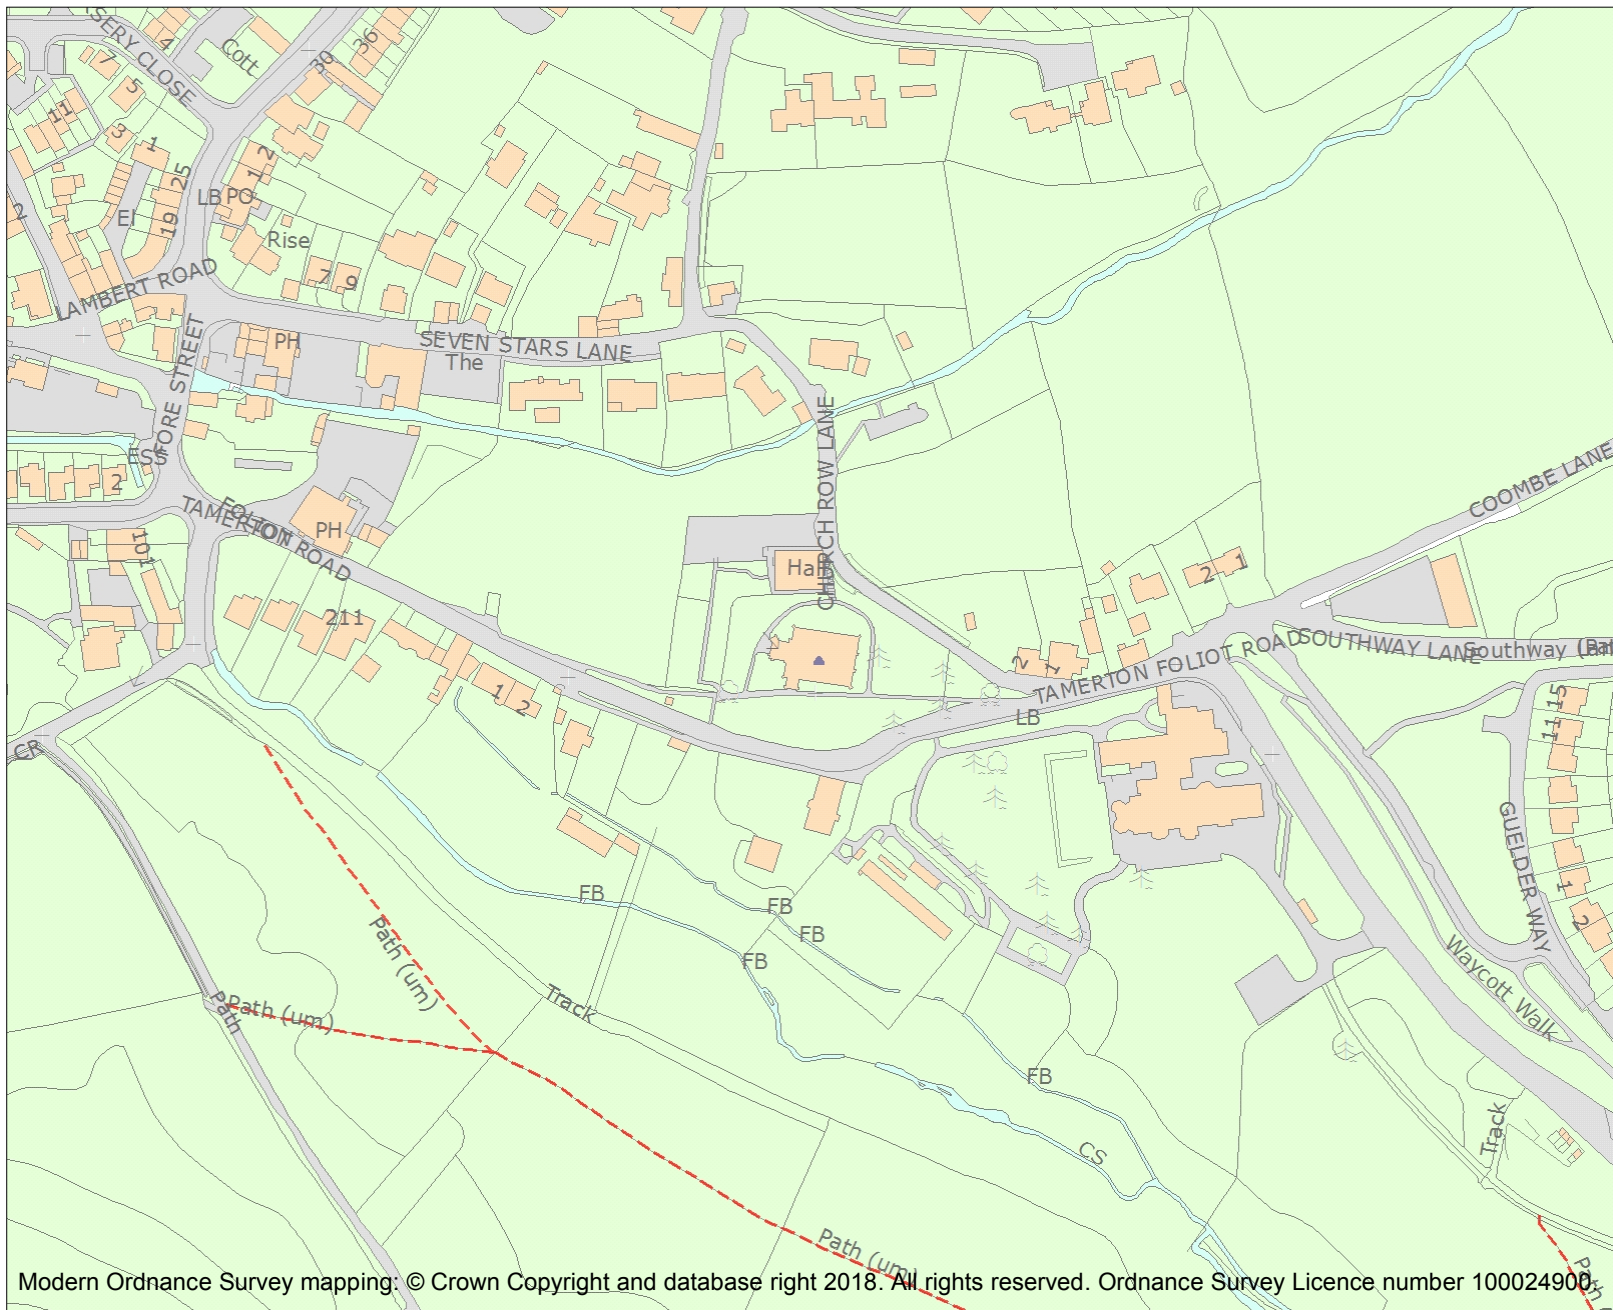 SERY CLOSE
4
Cott
36
30
7
5
11
3
1
25
2
1
LB PO
2
El
19
Rise
7
9
LAMBERT ROAD
FORE STREET
PH
SEVEN STARS LANE
The
CHURCH ROW LANE
ESS
2
COOMBE LANE
TAMERTON
FOLIOT
ROAD
PH
101
Hall
2
1
211
SOUTHWAY LANE
Southway Lane
2
1
TAMERTON FOLIOT ROAD
1
2
LB
15
11
CR
GUELDER WAY
1
2
FB
FB
FB
FB
Path (um)
Waycott Walk
Track
Path (um)
Path
FB
Track
CS
Path (um)
Path
Modern Ordnance Survey mapping: © Crown Copyright and database right 2018. All rights reserved. Ordnance Survey Licence number 100024900.